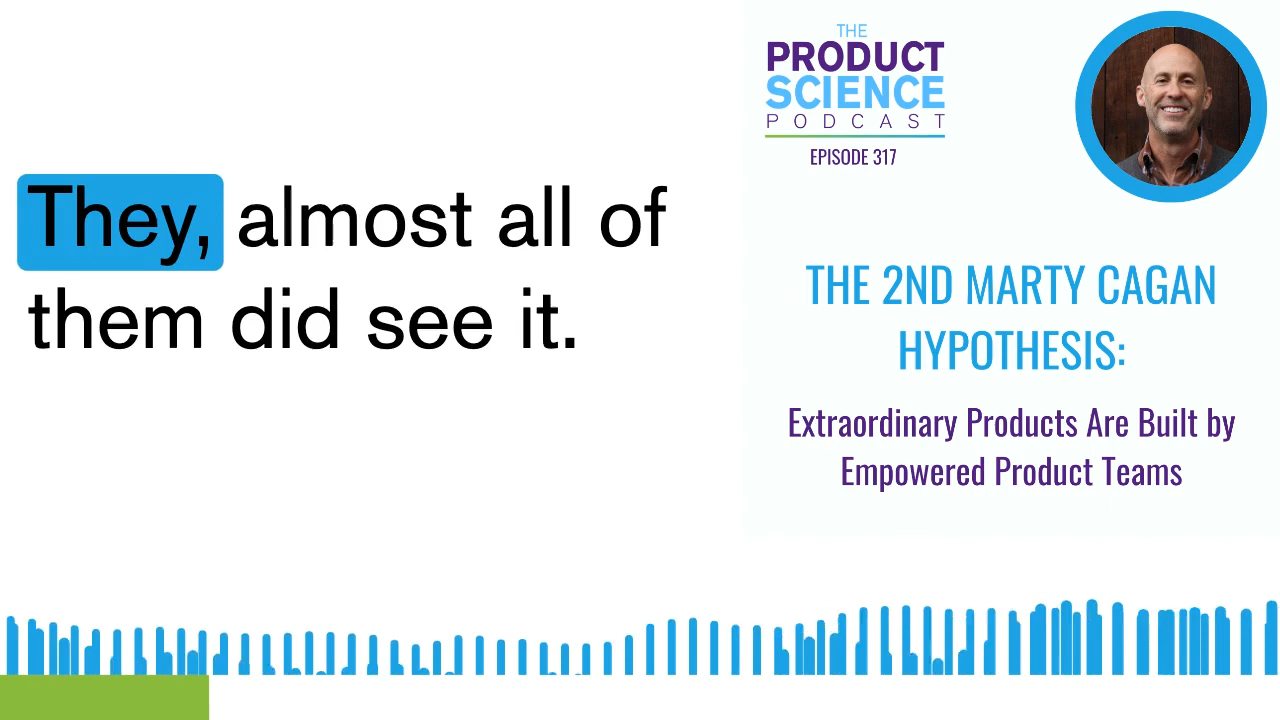 They, almost all of
them did see it.
THE
PRODUCT
SCIENCE
PODCAST
EPISODE 317
THE 2ND MARTY CAGAN
HYPOTHESIS:
Extraordinary Products Are Built by
Empowered Product Teams